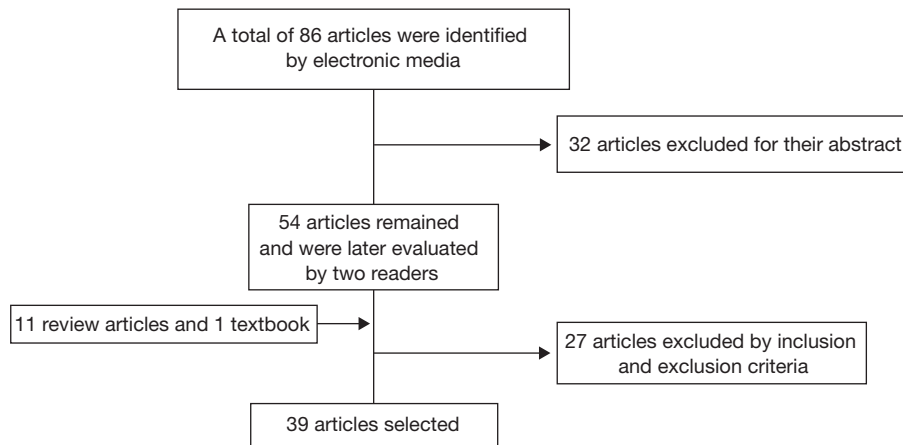 A total of 86 articles were identified
by electronic media
32 articles excluded for their abstract
54 articles remained
and were later evaluated
by two readers
11 review articles and 1 textbook
27 articles excluded by inclusion
and exclusion criteria
39 articles selected